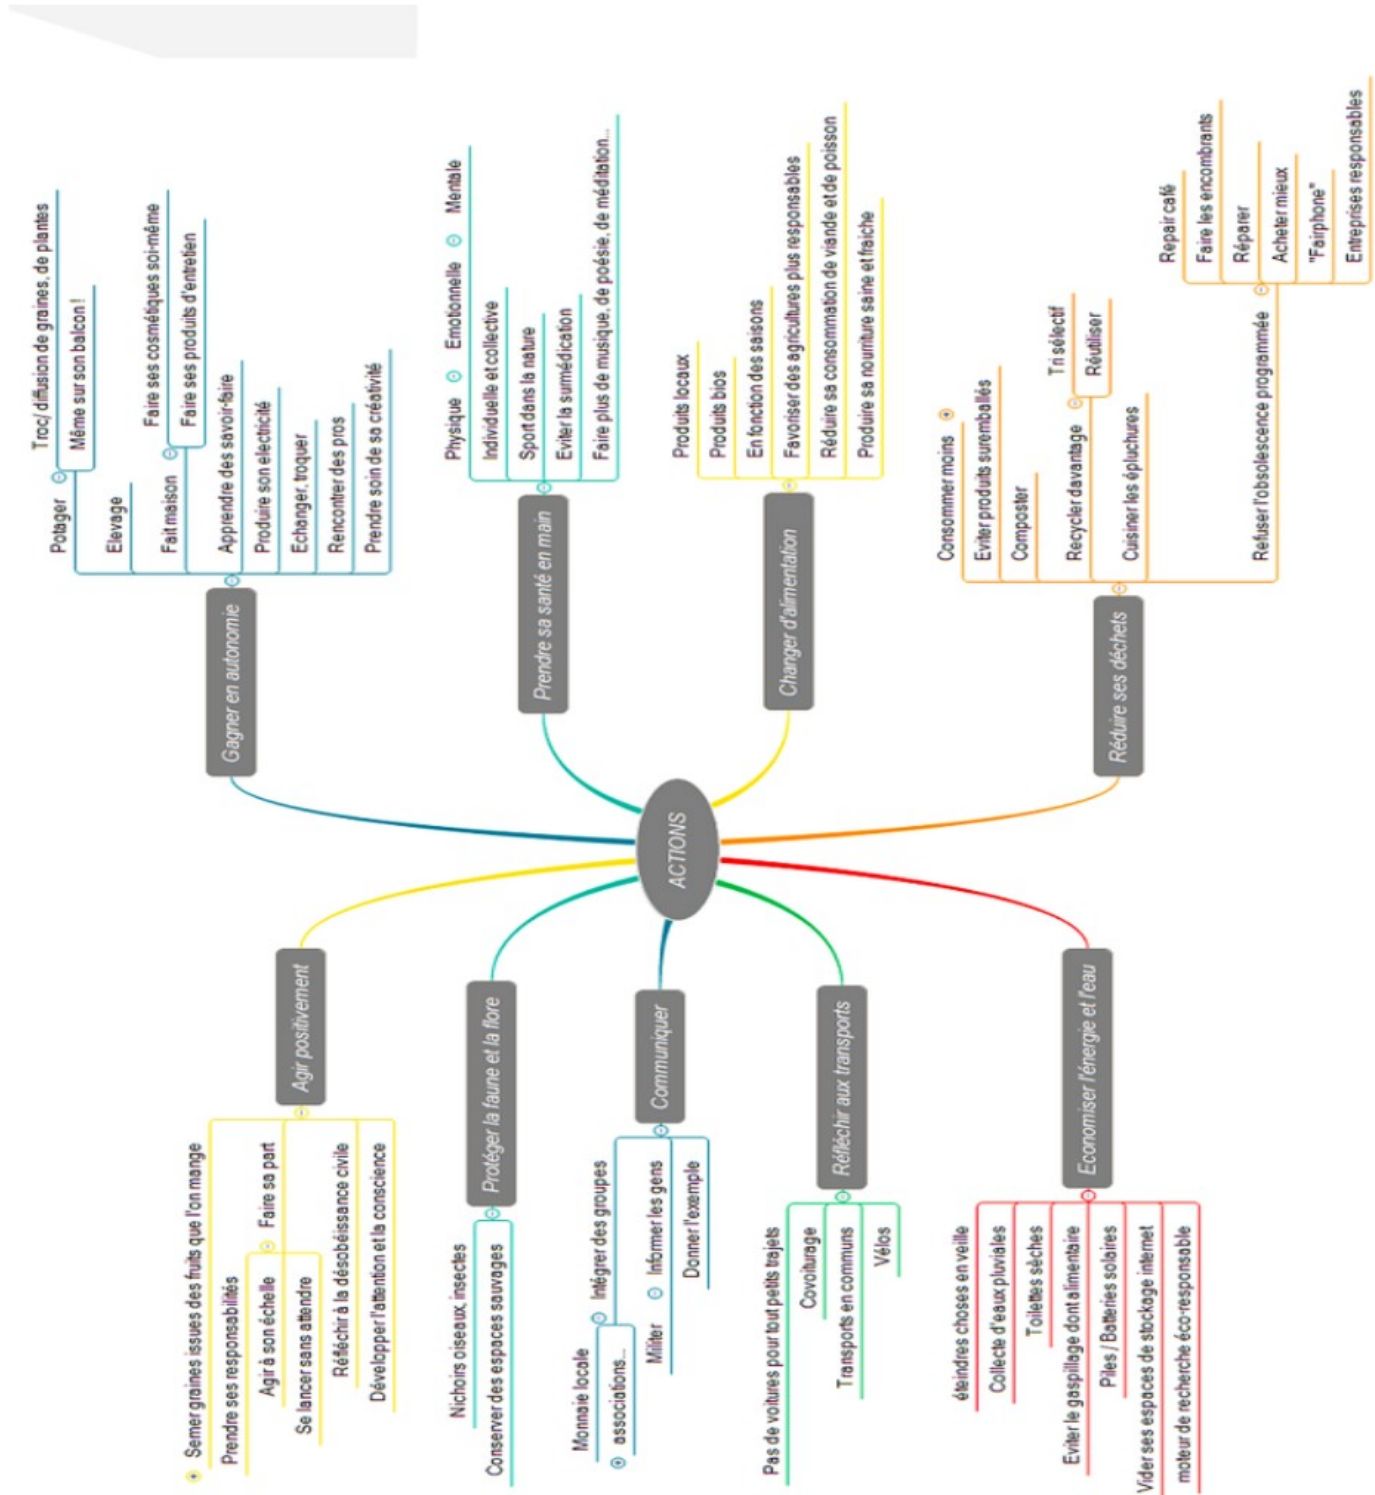 ACTIONS
Gagner en autonomie
Potager
Troc/ diffusion de graines, de plantes
Même sur son balcon !
Elevage
Fait maison
Faire ses cosmétiques soi-même
Faire ses produits d'entretien
Apprendre des savoir-faire
Produire son electricité
Echanger, troquer
Rencontrer des pros
Prendre soin de sa créativité
Prendre sa santé en main
Physique
Emotionnelle
Mentale
Individuelle et collective
Sport dans la nature
Eviter la surmédication
Faire plus de musique, de poésie, de méditation...
Changer d'alimentation
Produits locaux
Produits bios
En fonction des saisons
Favoriser des agricultures plus responsables
Réduire sa consommation de viande et de poisson
Produire sa nourriture saine et fraiche
Réduire ses déchets
Consommer moins
Eviter produits suremballés
Composter
Recycler davantage
Tri sélectif
Réutiliser
Cuisiner les épluchures
Refuser l'obsolescence progammée
Repair café
Faire les encombrants
Réparer
Acheter mieux
"Fairphone"
Entreprises responsables
Agir positivement
Semer graines issues des fruits que l'on mange
Prendre ses responsabilités
Faire sa part
Agir à son échelle
Se lancer sans attendre
Réfléchir à la désobéissance civile
Développer l'attention et la conscience
Protéger la faune et la flore
Nichoirs oiseaux, insectes
Conserver des espaces sauvages
Communiquer
Intégrer des groupes
Monnaie locale
associations...
Informer les gens
Militer
Donner l'exemple
Réfléchir aux transports
Pas de voitures pour tout petits trajets
Covoiturage
Transports en communs
Vélos
Economiser l'énergie et l'eau
éteindres choses en veille
Collecte d'eaux pluviales
Toilettes sèches
Eviter le gaspillage dont alimentaire
Piles / Batteries solaires
Vider ses espaces de stockage internet
moteur de recherche éco-responsable